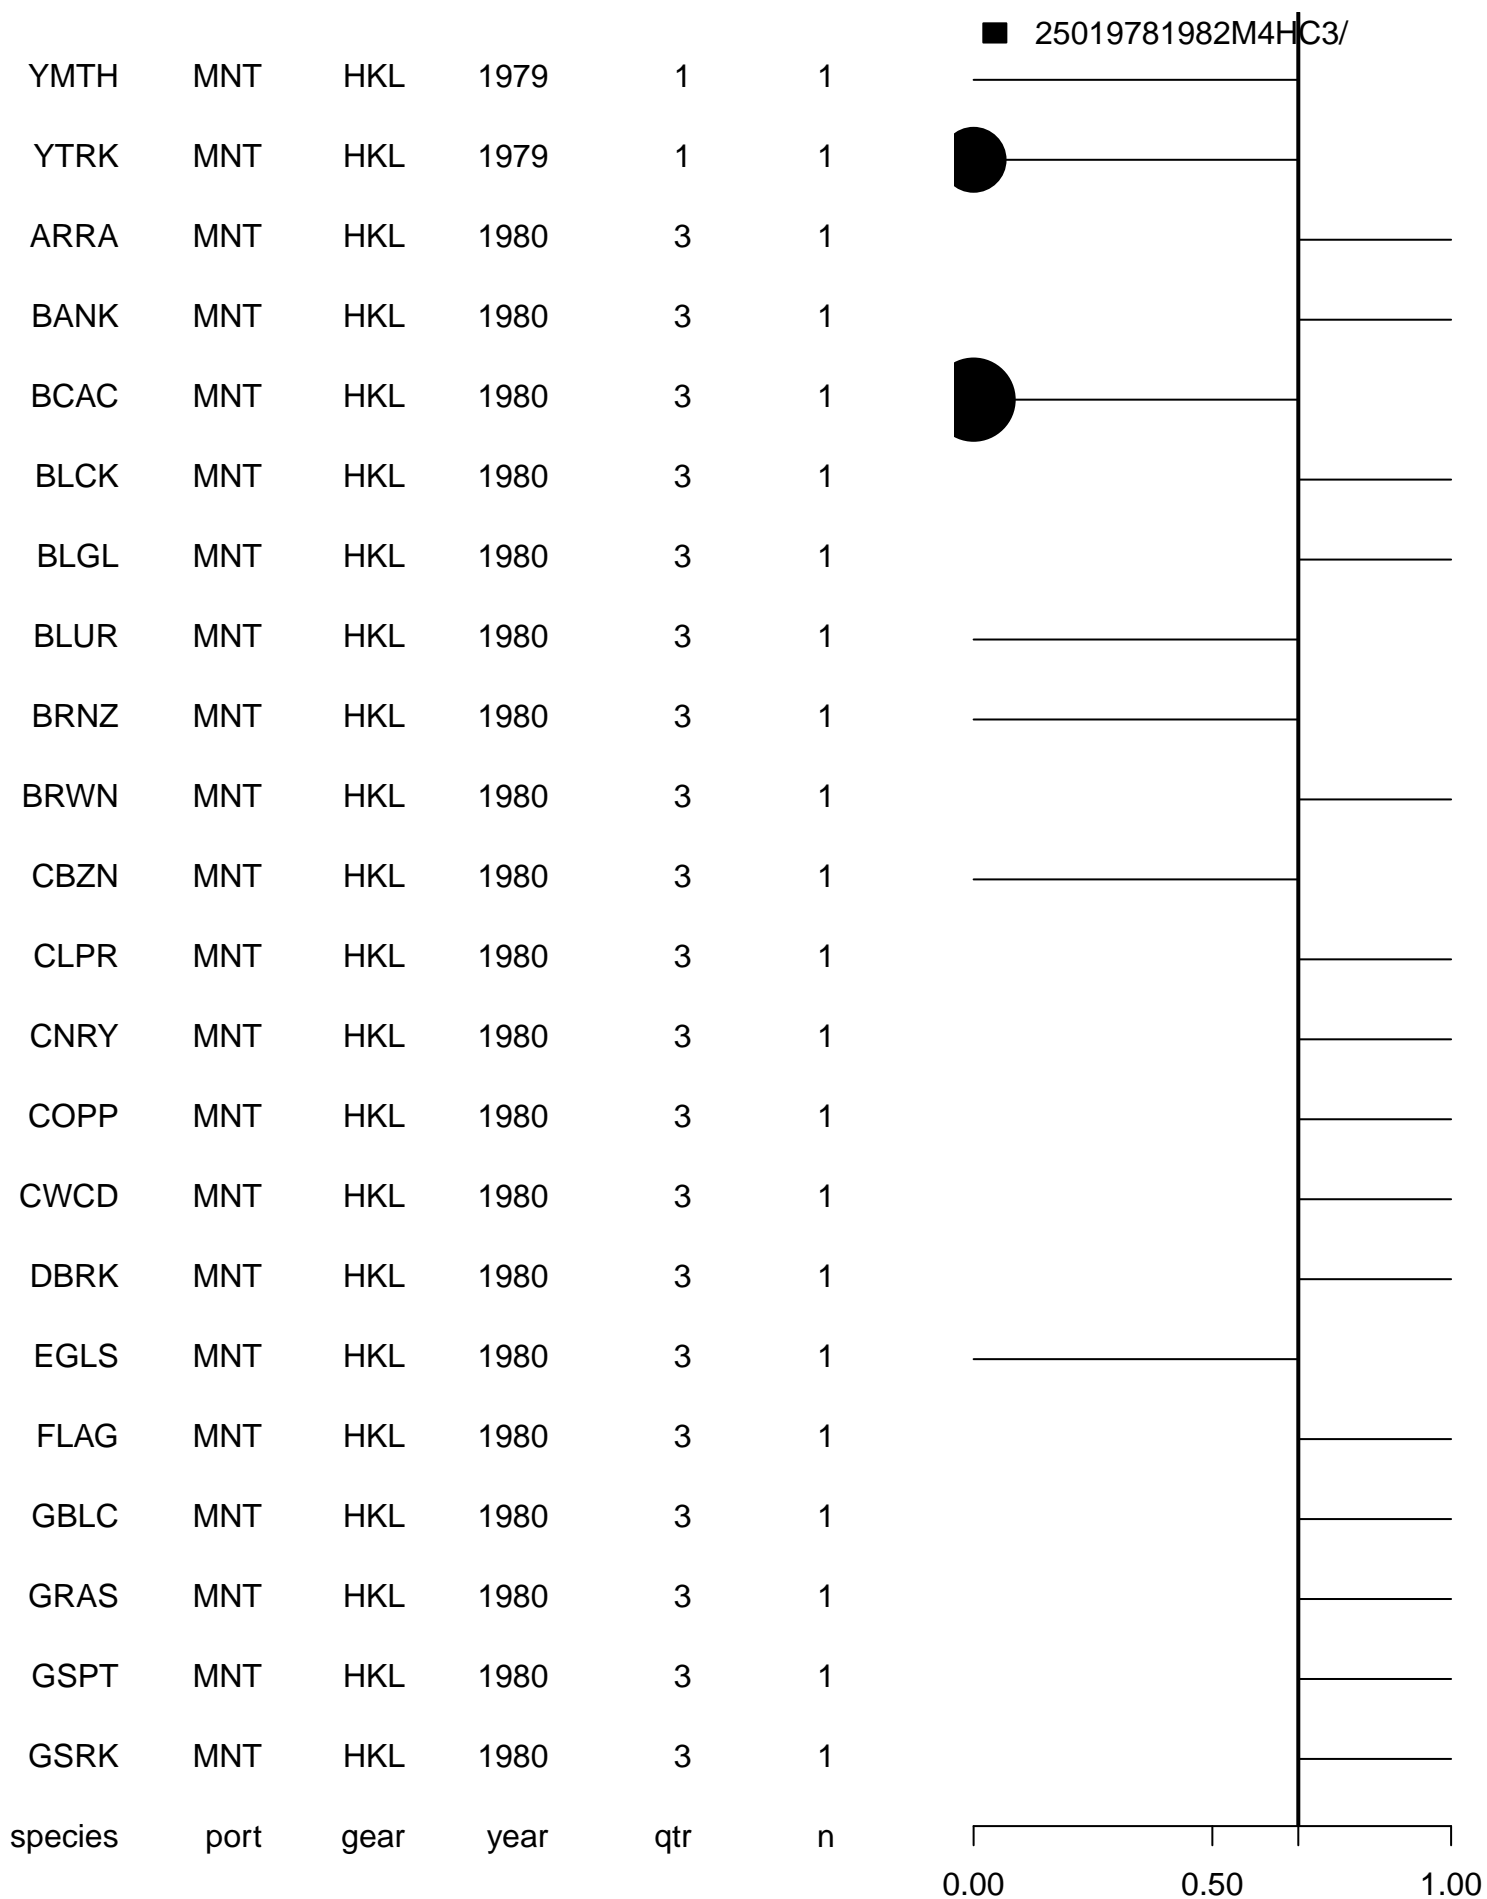 25019781982M4HC3/
YMTH MNT HKL 1979 1 1
YTRK MNT HKL 1979 1 1
ARRA MNT HKL 1980 3 1
BANK MNT HKL 1980 3 1
BCAC MNT HKL 1980 3 1
BLCK MNT HKL 1980 3 1
BLGL MNT HKL 1980 3 1
BLUR MNT HKL 1980 3 1
BRNZ MNT HKL 1980 3 1
BRWN MNT HKL 1980 3 1
CBZN MNT HKL 1980 3 1
CLPR MNT HKL 1980 3 1
CNRY MNT HKL 1980 3 1
COPP MNT HKL 1980 3 1
CWCD MNT HKL 1980 3 1
DBRK MNT HKL 1980 3 1
EGLS MNT HKL 1980 3 1
FLAG MNT HKL 1980 3 1
GBLC MNT HKL 1980 3 1
GRAS MNT HKL 1980 3 1
GSPT MNT HKL 1980 3 1
GSRK MNT HKL 1980 3 1
species port gear year qtr n
0.00 0.50 1.00